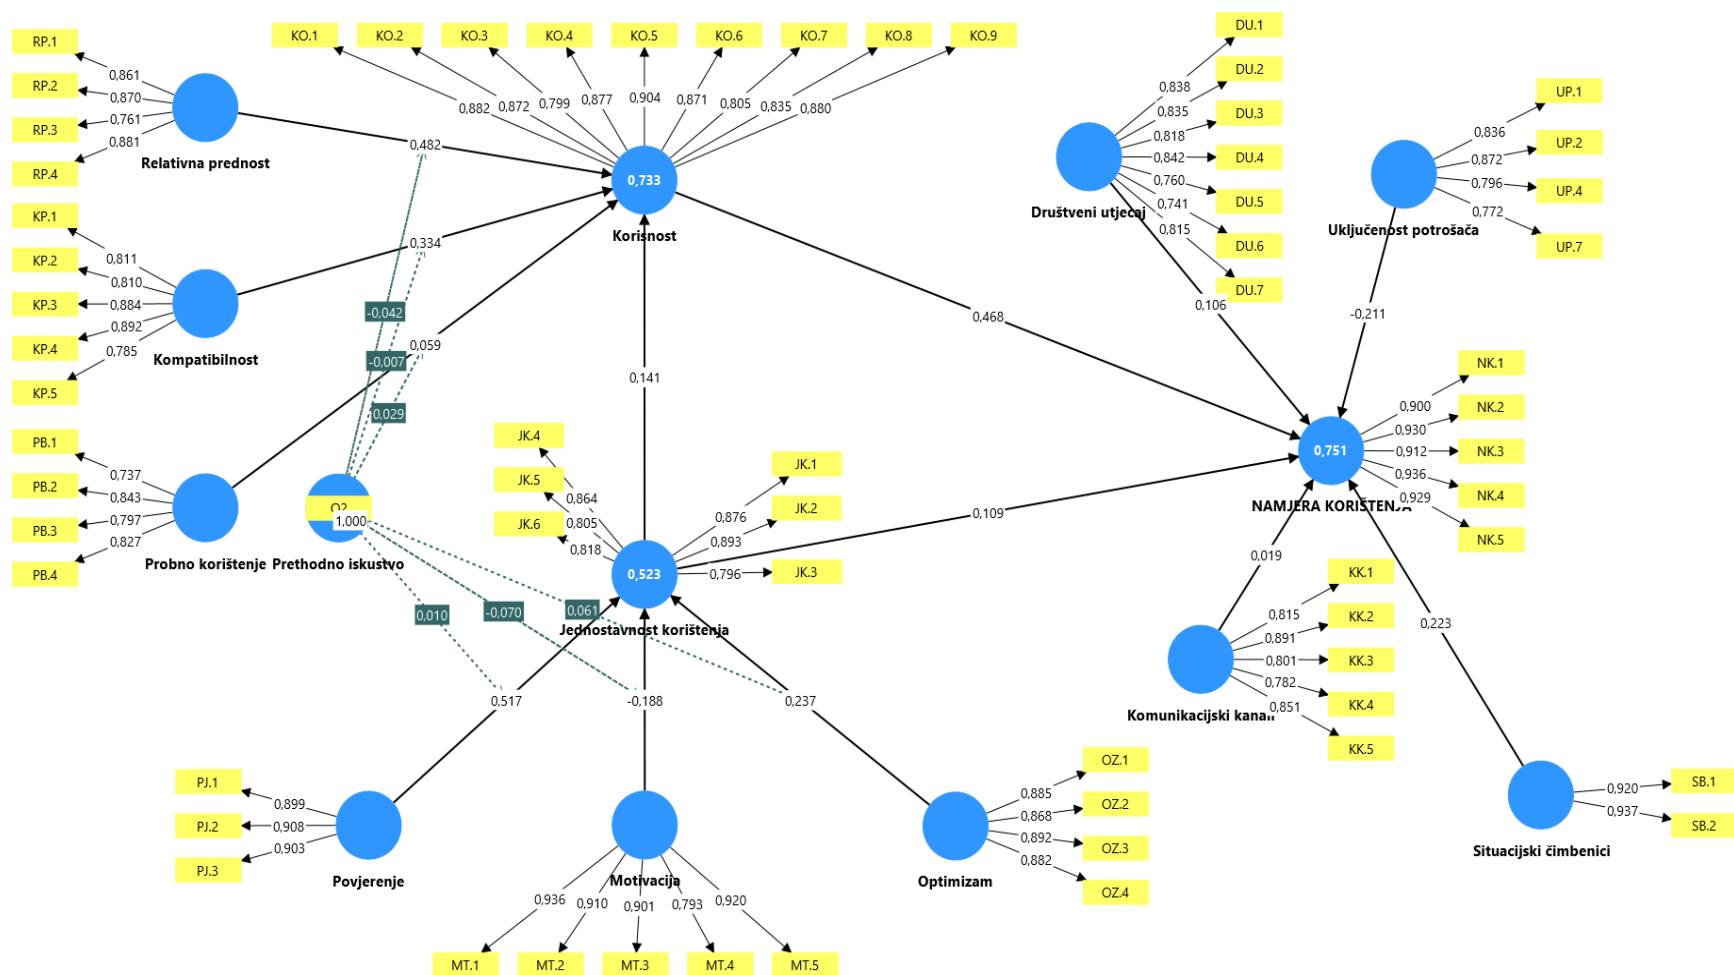 RP.1
RP.2
RP.3
RP.4
0,861
0,870
0,761
0,881
Relativna prednost
KO.1
KO.2
KO.3
KO.4
KO.5
KO.6
KO.7
KO.8
KO.9
0,882
0,872
0,799
0,877
0,904
0,871
0,805
0,835
0,880
0,733
Korisnost
0,482
0,334
0,059
KP.1
KP.2
KP.3
KP.4
KP.5
0,811
0,810
0,884
0,892
0,785
Kompatibilnost
-0,042
-0,007
0,029
PB.1
PB.2
PB.3
PB.4
0,737
0,843
0,797
0,827
Probno korištenje
1,000
Prethodno iskustvo
0,141
0,468
DU.1
DU.2
DU.3
DU.4
DU.5
DU.6
DU.7
0,838
0,835
0,818
0,842
0,760
0,741
0,815
Društveni utjecaj
0,106
UP.1
UP.2
UP.4
UP.7
0,836
0,872
0,796
0,772
Uključenost potrošača
-0,211
JK.4
JK.5
JK.6
0,864
0,805
0,818
JK.1
JK.2
JK.3
0,876
0,893
0,796
0,523
Jednostavnost korištenja
0,109
NK.1
NK.2
NK.3
NK.4
NK.5
0,900
0,930
0,912
0,936
0,929
0,751
NAMJERA KORIŠTENJA
0,010
-0,070
0,061
0,517
-0,188
0,237
0,019
0,223
KK.1
KK.2
KK.3
KK.4
KK.5
0,815
0,891
0,801
0,782
0,851
Komunikacijski kanali
PJ.1
PJ.2
PJ.3
0,899
0,908
0,903
Povjerenje
Motivacija
0,936
0,910
0,901
0,793
0,920
MT.1
MT.2
MT.3
MT.4
MT.5
OZ.1
OZ.2
OZ.3
OZ.4
0,885
0,868
0,892
0,882
Optimizam
SB.1
SB.2
0,920
0,937
Situacijski čimbenici